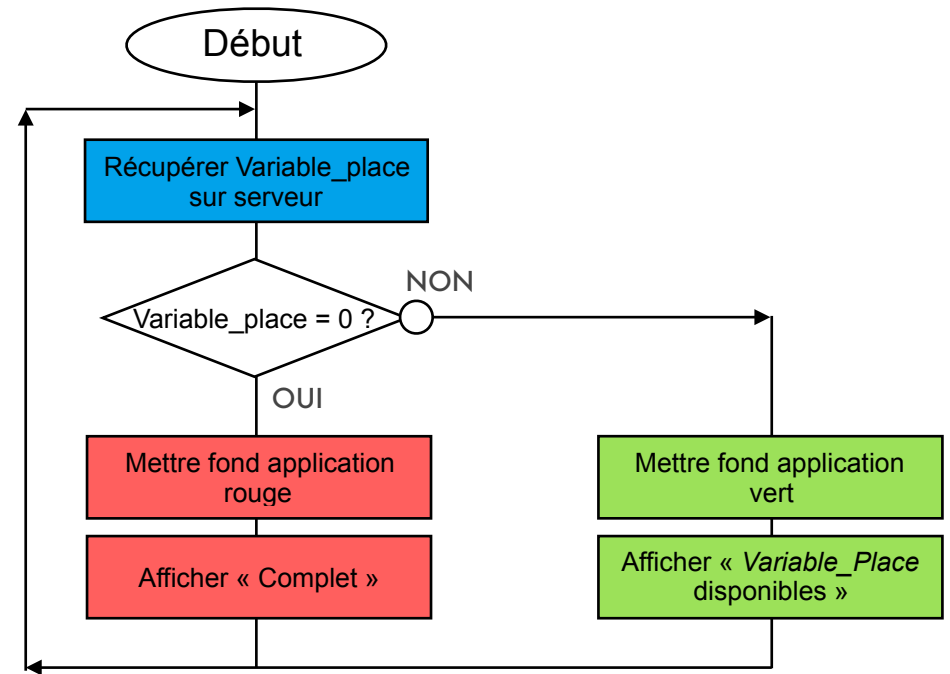 Début
Récupérer Variable_place
sur serveur
NON
Variable_place = 0 ?
OUI
Mettre fond application
rouge
Mettre fond application
vert
Afficher « Complet »
Afficher « Variable_Place
disponibles »